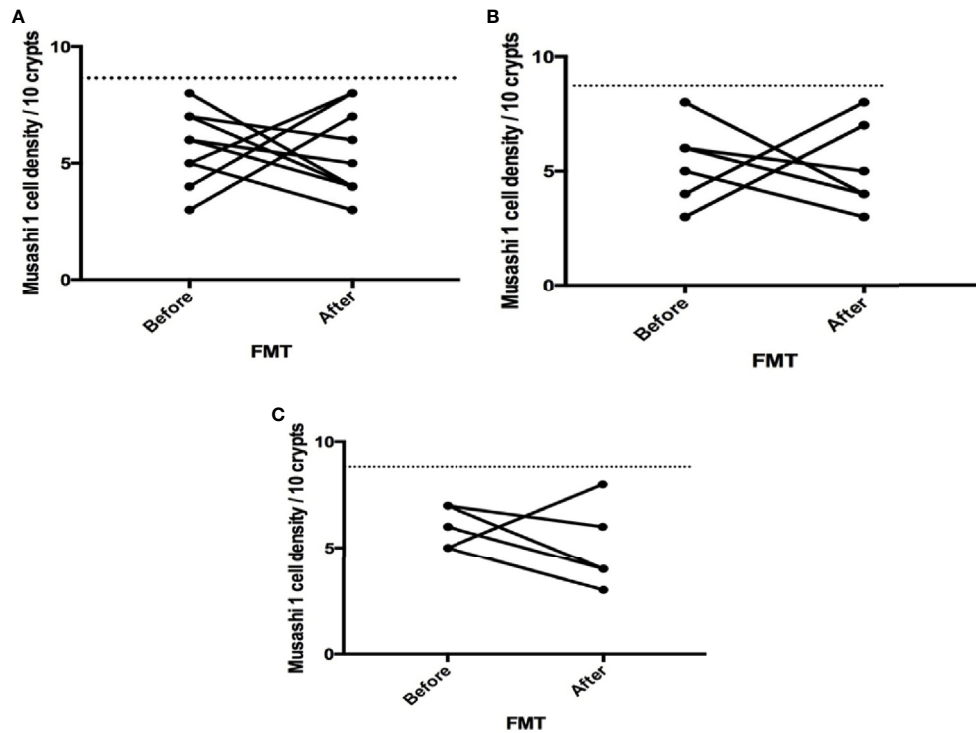 A
Musashi 1 cell density / 10 crypts
10
5
0
Before
After
FMT
B
Musashi 1 cell density / 10 crypts
10
5
0
Before
After
FMT
C
Musashi 1 cell density / 10 crypts
10
5
0
Before
After
FMT